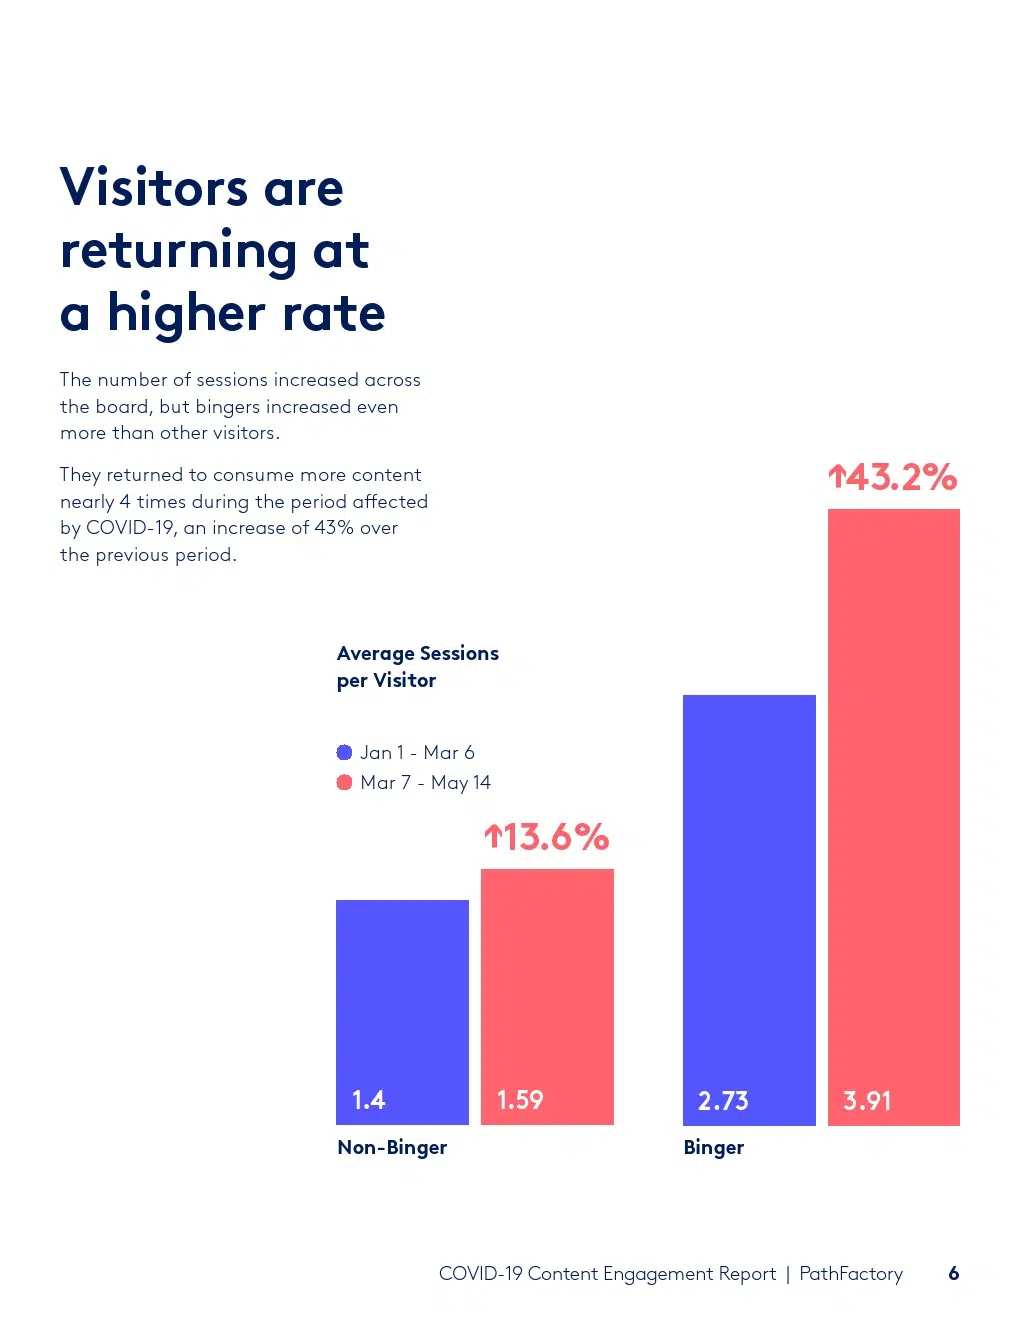 Visitors are
returning at
a higher rate
The number of sessions increased across
the board, but bingers increased even
more than other visitors.
They returned to consume more content
nearly 4 times during the period affected
by COVID-19, an increase of 43% over
the previous period.
Average Sessions
per Visitor
Jan 1 - Mar 6
Mar 7 - May 14
↑13.6%
↑43.2%
1.4
1.59
2.73
3.91
Non-Binger
Binger
COVID-19 Content Engagement Report | PathFactory 6